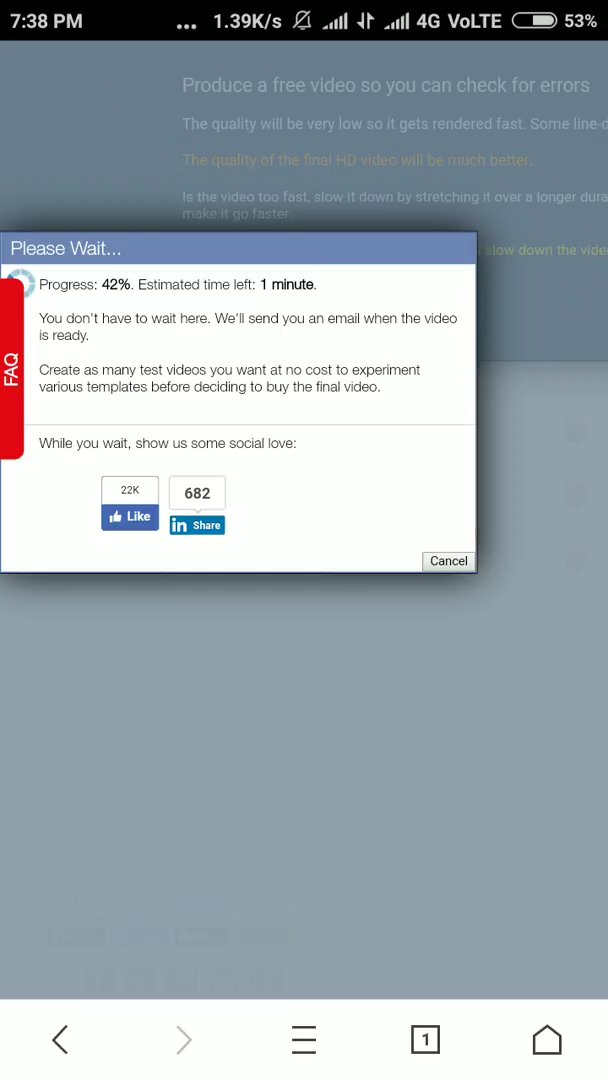 7:38 PM ... 1.39K/s 4G VoLTE 53%
Produce a free video so you can check for errors
The quality will be very low so it gets rendered fast. Some line-d
The quality of the final HD video will be much better.
Is the video too fast, slow it down by stretching it over a longer dura
make it go faster.
slow down the vide
Please Wait...
Progress: 42%. Estimated time left: 1 minute.
You don't have to wait here. We'll send you an email when the video
is ready.
FAQ
Create as many test videos you want at no cost to experiment
various templates before deciding to buy the final video.
While you wait, show us some social love:
22K 682
Like in Share
Cancel
1